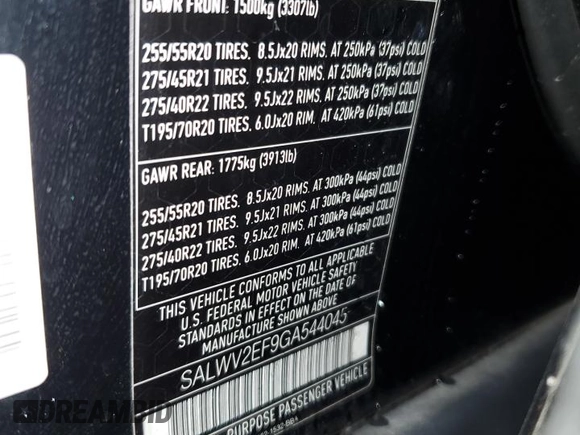 GAWR FRONT: 1500kg (3307lb)
255/55R20 TIRES. 8.5Jx20 RIMS. AT 250kPa (37psi) COLD
275/45R21 TIRES. 9.5Jx21 RIMS. AT 250kPa (37psi) COLD
275/40R22 TIRES. 9.5Jx22 RIMS. AT 250kPa (37psi) COLD
T195/70R20 TIRES. 6.0Jx20 RIM. AT 420kPa (61psi) COLD
GAWR REAR: 1775kg (3913lb)
255/55R20 TIRES. 8.5Jx20 RIMS. AT 300kPa (44psi) COLD
275/45R21 TIRES. 9.5Jx21 RIMS. AT 300kPa (44psi) COLD
275/40R22 TIRES. 9.5Jx22 RIMS. AT 300kPa (44psi) COLD
T195/70R20 TIRES. 6.0Jx20 RIM. AT 420kPa (61psi) COLD
THIS VEHICLE CONFORMS TO ALL APPLICABLE
U.S. FEDERAL MOTOR VEHICLE SAFETY
STANDARDS IN EFFECT ON THE DATE OF
MANUFACTURE SHOWN ABOVE.
SALWV2EF9GA544045
PURPOSE PASSENGER VEHICLE
DREAMBID